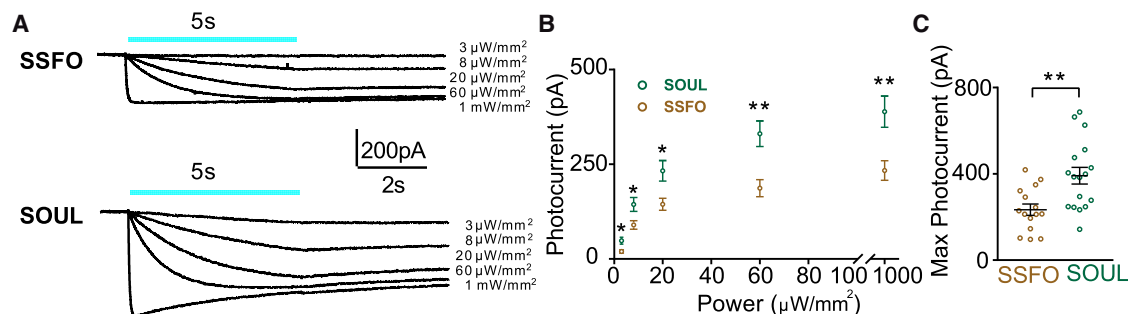 A
5s
SSFO
3 µW/mm²
8 µW/mm²
20 µW/mm²
60 µW/mm²
1 mW/mm²
200pA
2s
5s
SOUL
3 µW/mm²
8 µW/mm²
20 µW/mm²
60 µW/mm²
1 mW/mm²
B
Photocurrent (pA)
500
250
0
SOUL
SSFO
*
*
*
**
**
0 20 40 60 80 100 1000
Power (µW/mm²)
C
Max Photocurrent (pA)
800
400
0
**
SSFO SOUL